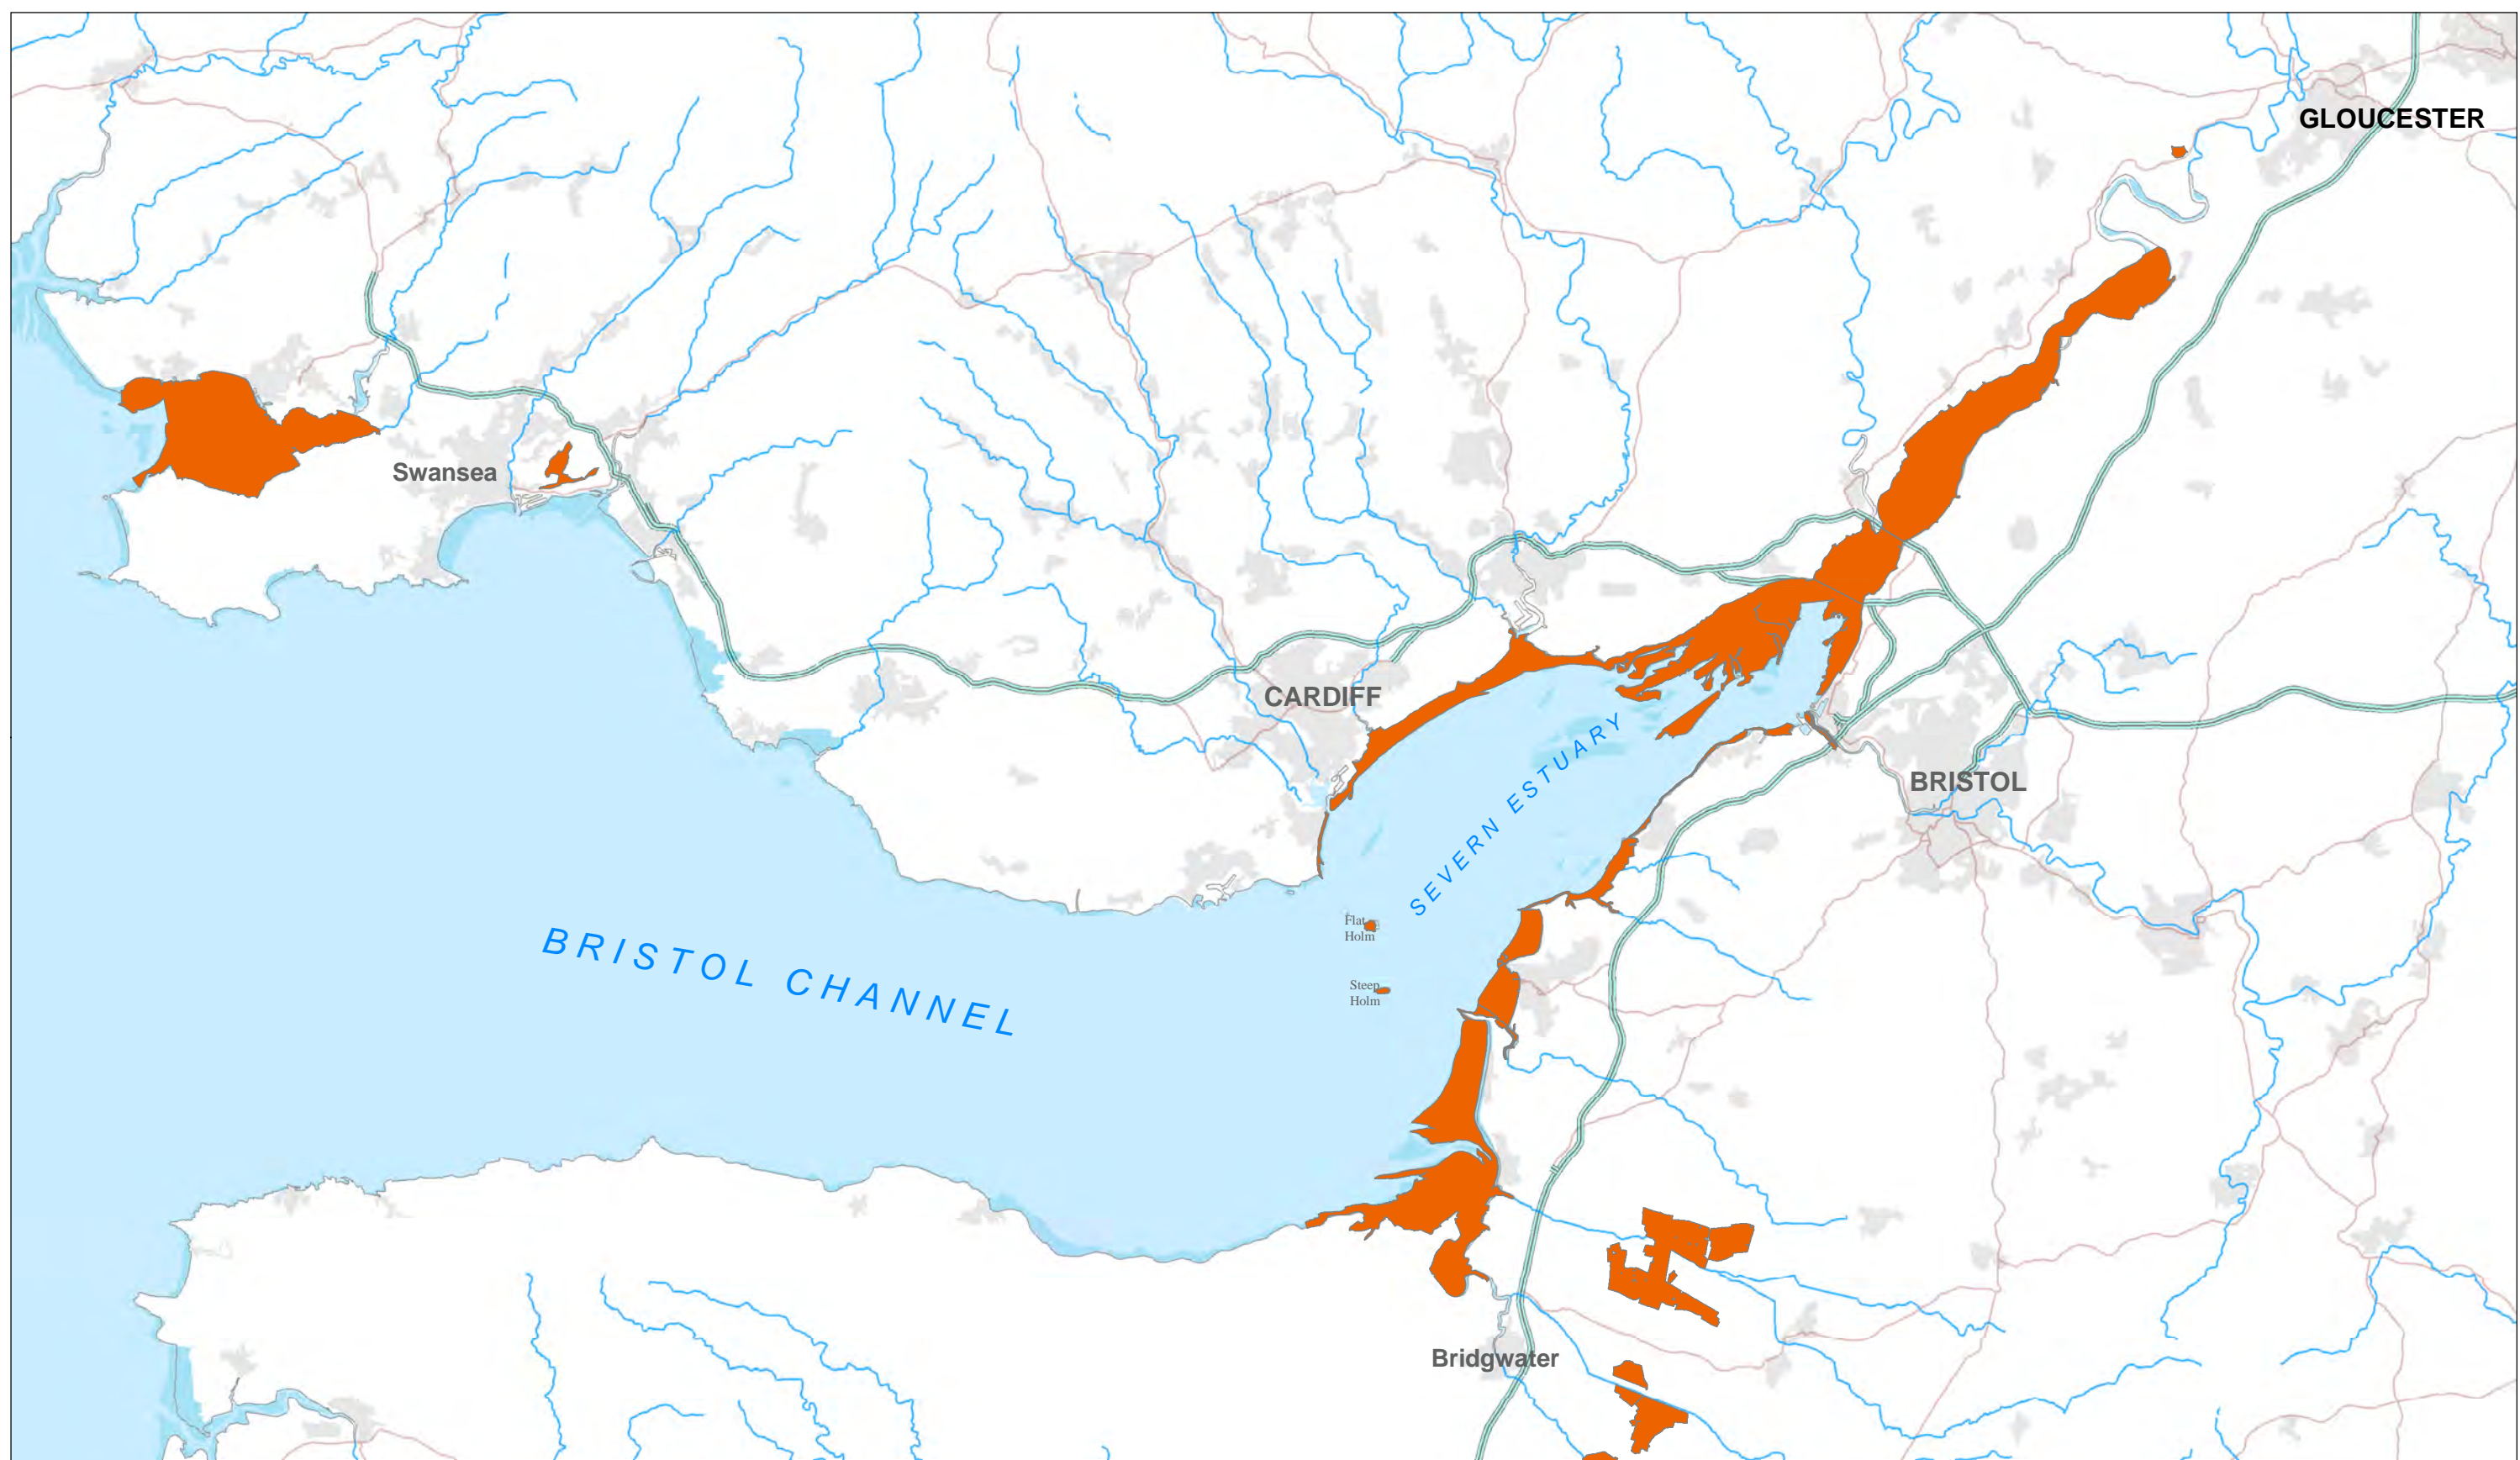 GLOUCESTER
Swansea
CARDIFF
SEVERN ESTUARY
BRISTOL
Flat
Holm
BRISTOL CHANNEL
Steep
Holm
Bridgwater